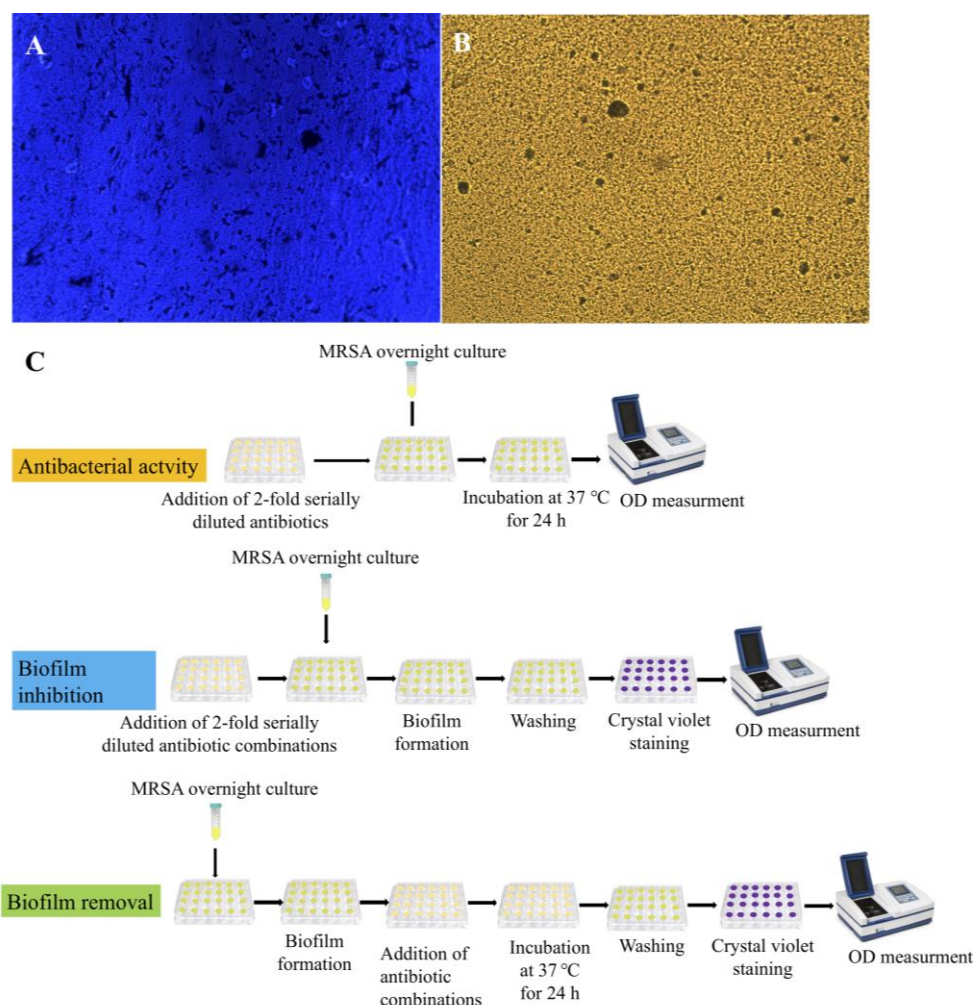 A
B
C
MRSA overnight culture
Antibacterial actvity
Addition of 2-fold serially
diluted antibiotics
Incubation at 37 ℃
for 24 h
OD measurment
MRSA overnight culture
Biofilm
inhibition
Addition of 2-fold serially
diluted antibiotic combinations
Biofilm
formation
Washing
Crystal violet
staining
OD measurment
MRSA overnight culture
Biofilm removal
Biofilm
formation
Addition of
antibiotic
combinations
Incubation
at 37 ℃
for 24 h
Washing
Crystal violet
staining
OD measurment